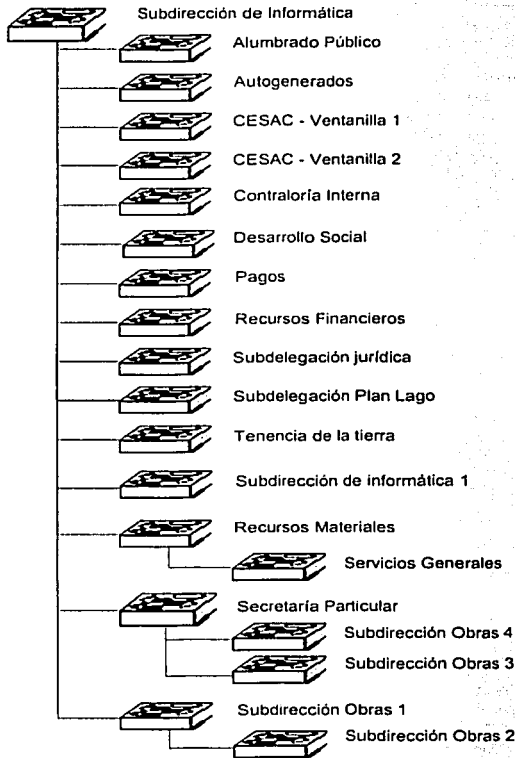 Subdirección de Informática
Alumbrado Público
Autogenerados
CESAC - Ventanilla 1
CESAC - Ventanilla 2
Contraloría Interna
Desarrollo Social
Pagos
Recursos Financieros
Subdelegación jurídica
Subdelegación Plan Lago
Tenencia de la tierra
Subdirección de informática 1
Recursos Materiales
Servicios Generales
Secretaría Particular
Subdirección Obras 4
Subdirección Obras 3
Subdirección Obras 1
Subdirección Obras 2